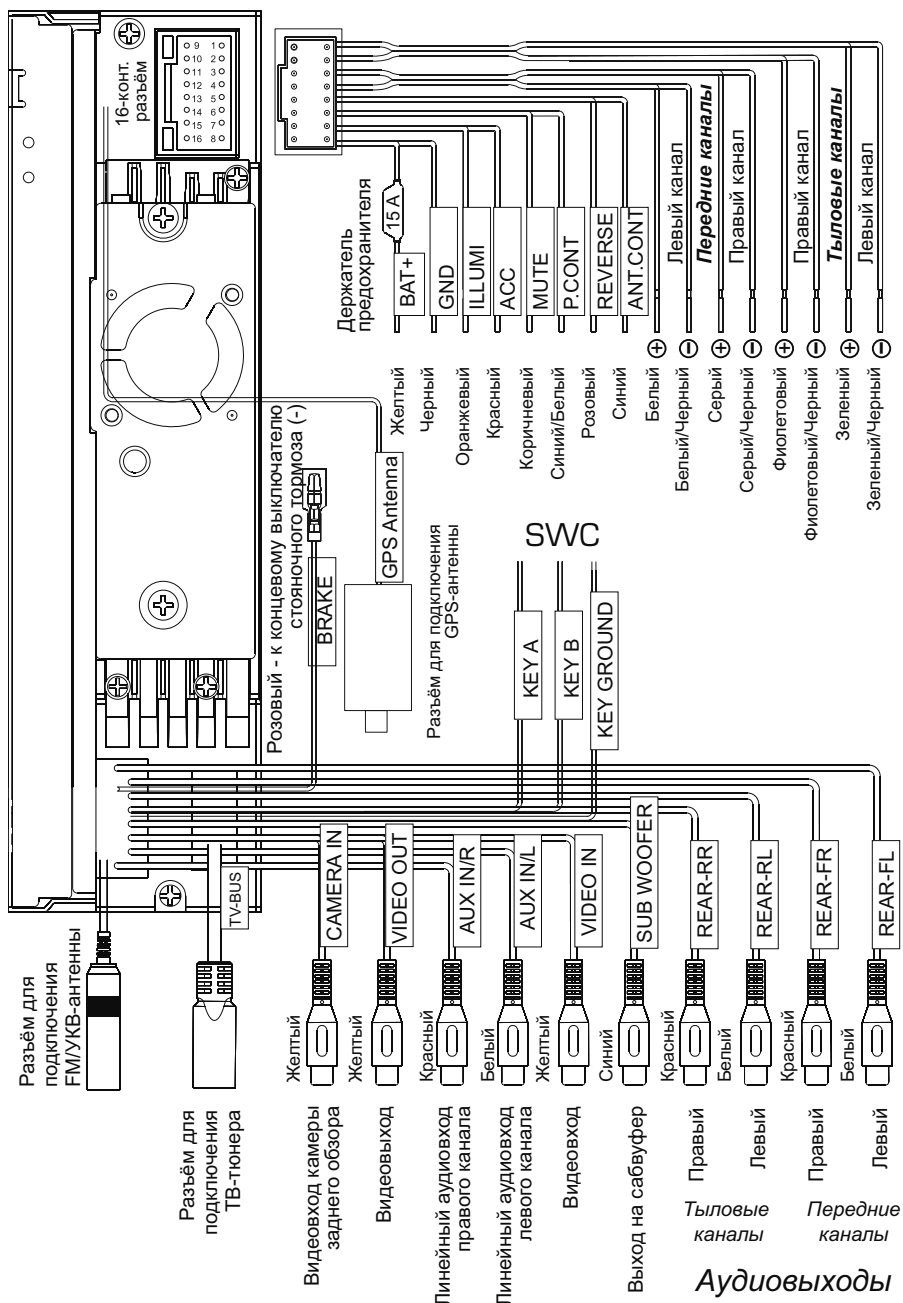 16-конт.
разъём
9 1
10 2
11 3
12 4
13 5
14 6
15 7
16 8
Держатель
предохранителя
15 A
BAT+
GND
ILLUMI
ACC
MUTE
P.CONT
REVERSE
ANT.CONT
Желтый
Черный
Оранжевый
Красный
Коричневый
Синий/Белый
Розовый
Синий
Белый
Белый/Черный
Серый
Серый/Черный
Фиолетовый
Фиолетовый/Черный
Зеленый
Зеленый/Черный
+
−
+
−
+
−
+
−
Левый канал
Передние каналы
Правый канал
Правый канал
Тыловые каналы
Левый канал
Розовый - к концевому выключателю
стояночного тормоза (-)
BRAKE
GPS Antenna
Разъём для подключения
GPS-антенны
SWC
KEY A
KEY B
KEY GROUND
Разъём для
подключения
FM/УКВ-антенны
TV-BUS
Разъём для
подключения
ТВ-тюнера
CAMERA IN
VIDEO OUT
AUX IN/R
AUX IN/L
VIDEO IN
SUB WOOFER
REAR-RR
REAR-RL
REAR-FR
REAR-FL
Желтый
Желтый
Красный
Белый
Желтый
Синий
Красный
Белый
Красный
Белый
Видеовход камеры
заднего обзора
Видеовыход
Линейный аудиовход
правого канала
Линейный аудиовход
левого канала
Видеовход
Выход на сабвуфер
Правый
Левый
Правый
Левый
Тыловые
каналы
Передние
каналы
Аудиовыходы